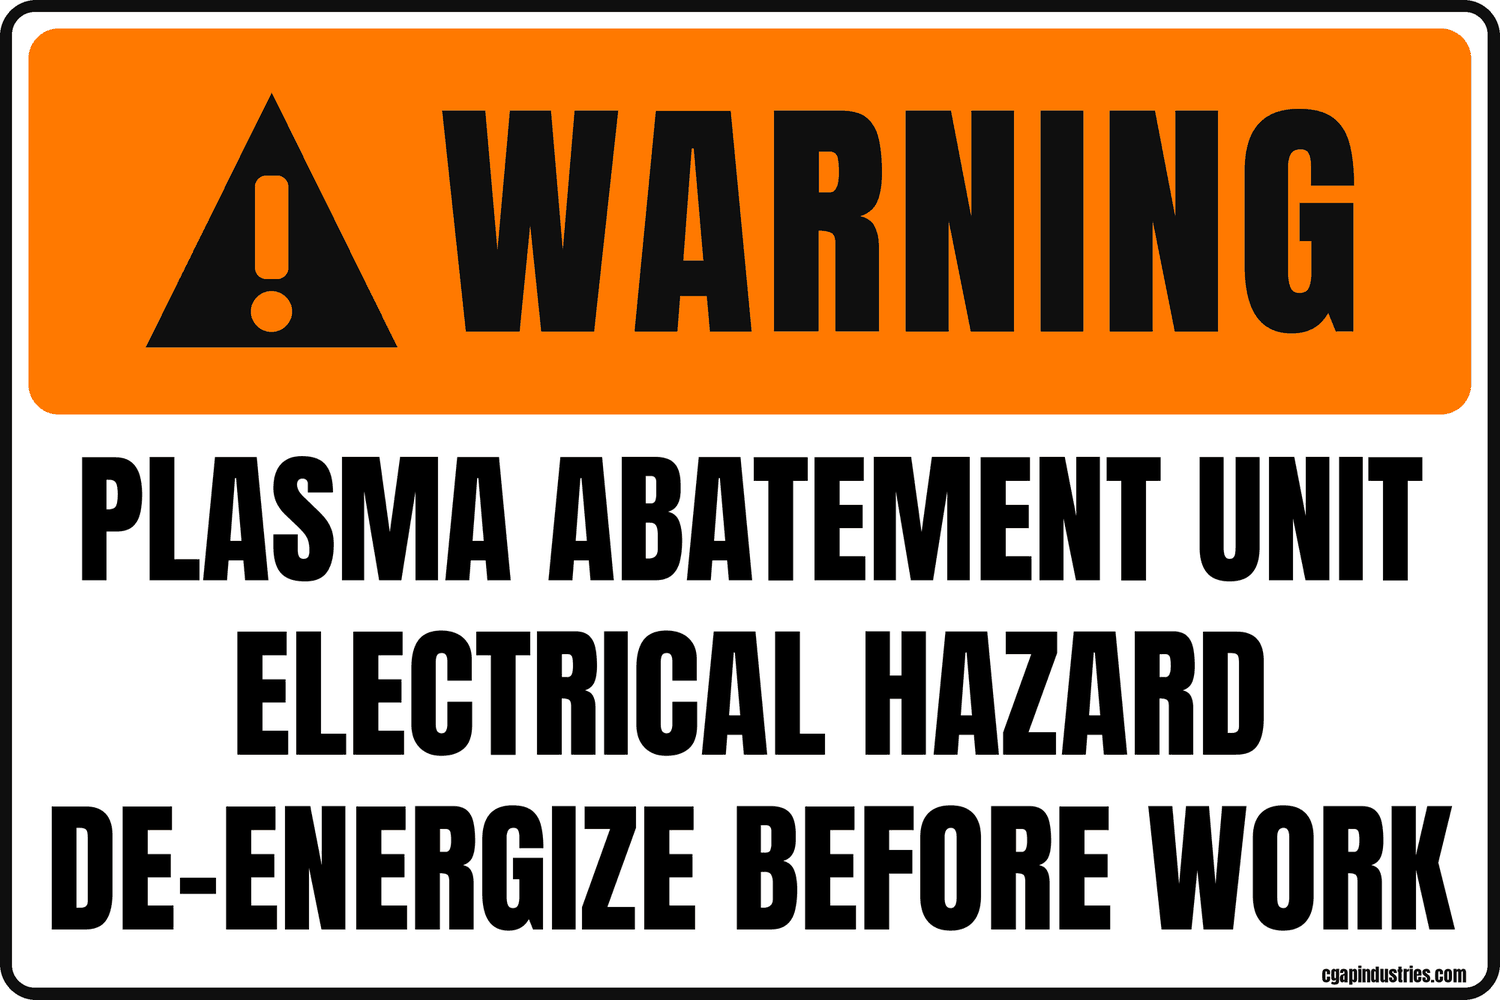 WARNING
PLASMA ABATEMENT UNIT
ELECTRICAL HAZARD
DE-ENERGIZE BEFORE WORK
cgapindustries.com